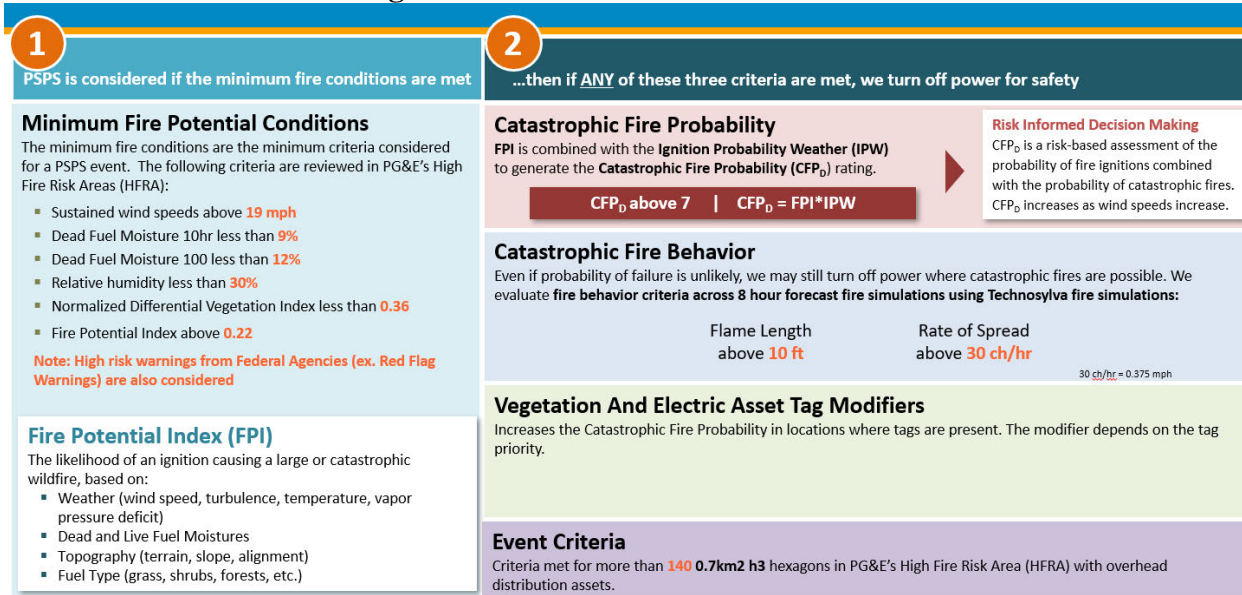 1
PSPS is considered if the minimum fire conditions are met
Minimum Fire Potential Conditions
The minimum fire conditions are the minimum criteria considered
for a PSPS event. The following criteria are reviewed in PG&E's High
Fire Risk Areas (HFRA):
▪ Sustained wind speeds above 19 mph
▪ Dead Fuel Moisture 10hr less than 9%
▪ Dead Fuel Moisture 100 less than 12%
▪ Relative humidity less than 30%
▪ Normalized Differential Vegetation Index less than 0.36
▪ Fire Potential Index above 0.22
Note: High risk warnings from Federal Agencies (ex. Red Flag
Warnings) are also considered
Fire Potential Index (FPI)
The likelihood of an ignition causing a large or catastrophic
wildfire, based on:
▪ Weather (wind speed, turbulence, temperature, vapor
pressure deficit)
▪ Dead and Live Fuel Moistures
▪ Topography (terrain, slope, alignment)
▪ Fuel Type (grass, shrubs, forests, etc.)
2
...then if ANY of these three criteria are met, we turn off power for safety
Catastrophic Fire Probability
FPI is combined with the Ignition Probability Weather (IPW)
to generate the Catastrophic Fire Probability (CFPD) rating.
CFPD above 7 | CFPD = FPI*IPW
Risk Informed Decision Making
CFPD is a risk-based assessment of the
probability of fire ignitions combined
with the probability of catastrophic fires.
CFPD increases as wind speeds increase.
Catastrophic Fire Behavior
Even if probability of failure is unlikely, we may still turn off power where catastrophic fires are possible. We
evaluate fire behavior criteria across 8 hour forecast fire simulations using Technosylva fire simulations:
Flame Length
above 10 ft
Rate of Spread
above 30 ch/hr
30 ch/hr = 0.375 mph
Vegetation And Electric Asset Tag Modifiers
Increases the Catastrophic Fire Probability in locations where tags are present. The modifier depends on the tag
priority.
Event Criteria
Criteria met for more than 140 0.7km2 h3 hexagons in PG&E's High Fire Risk Area (HFRA) with overhead
distribution assets.